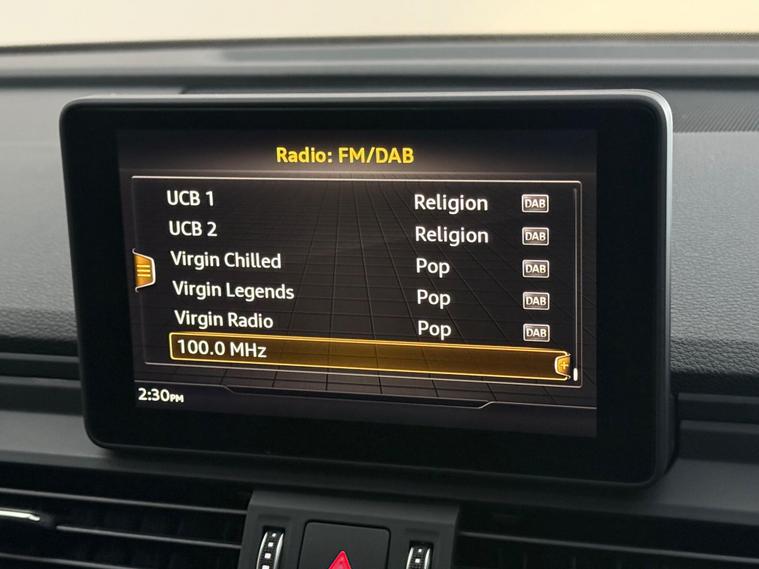 Radio: FM/DAB
UCB 1 Religion DAB
UCB 2 Religion DAB
Virgin Chilled Pop DAB
Virgin Legends Pop DAB
Virgin Radio Pop DAB
100.0 MHz
2:30PM